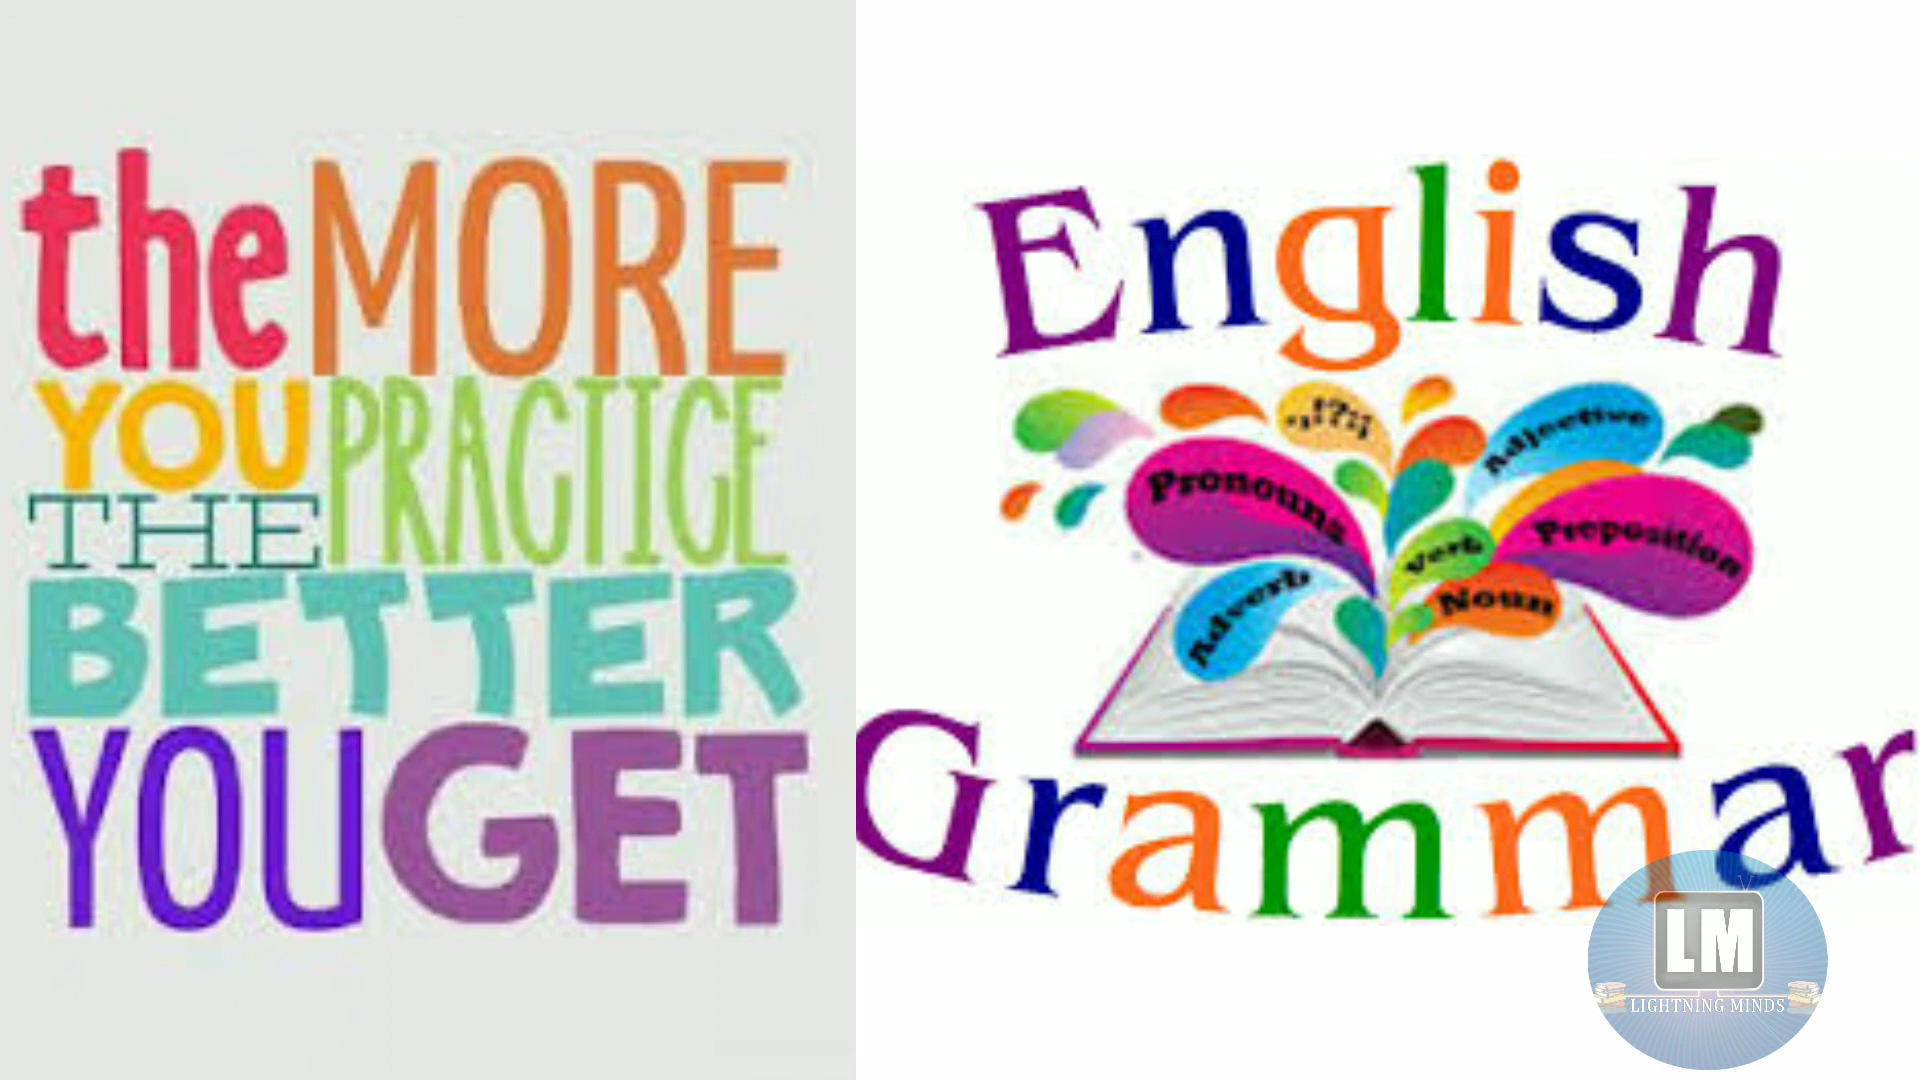 the MORE
YOU PRACTICE
THE
BETTER
YOU GET
English
.,!?:;
Adjective
Pronouns
Preposition
Verb
Adverb
Noun
Grammar
LM
LIGHTNING MINDS